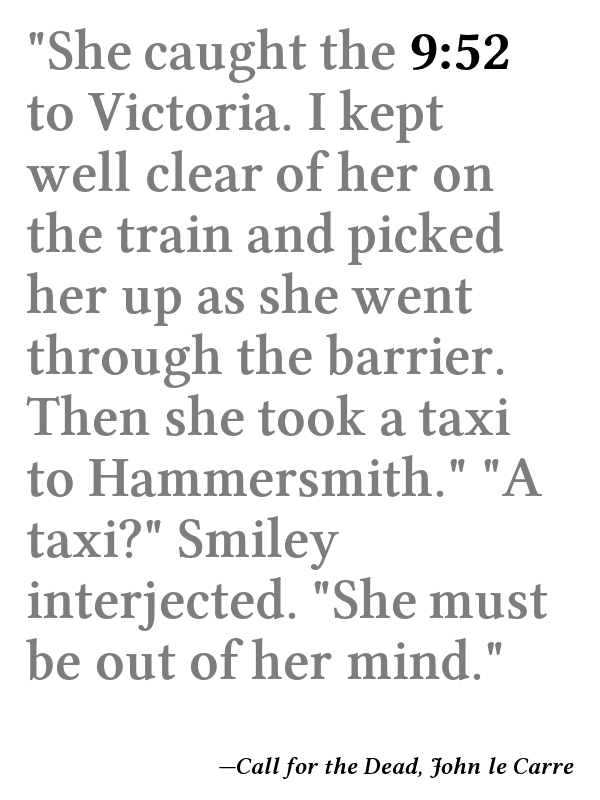 "She caught the 9:52
to Victoria. I kept
well clear of her on
the train and picked
her up as she went
through the barrier.
Then she took a taxi
to Hammersmith." "A
taxi?" Smiley
interjected. "She must
be out of her mind."
—Call for the Dead, John le Carre